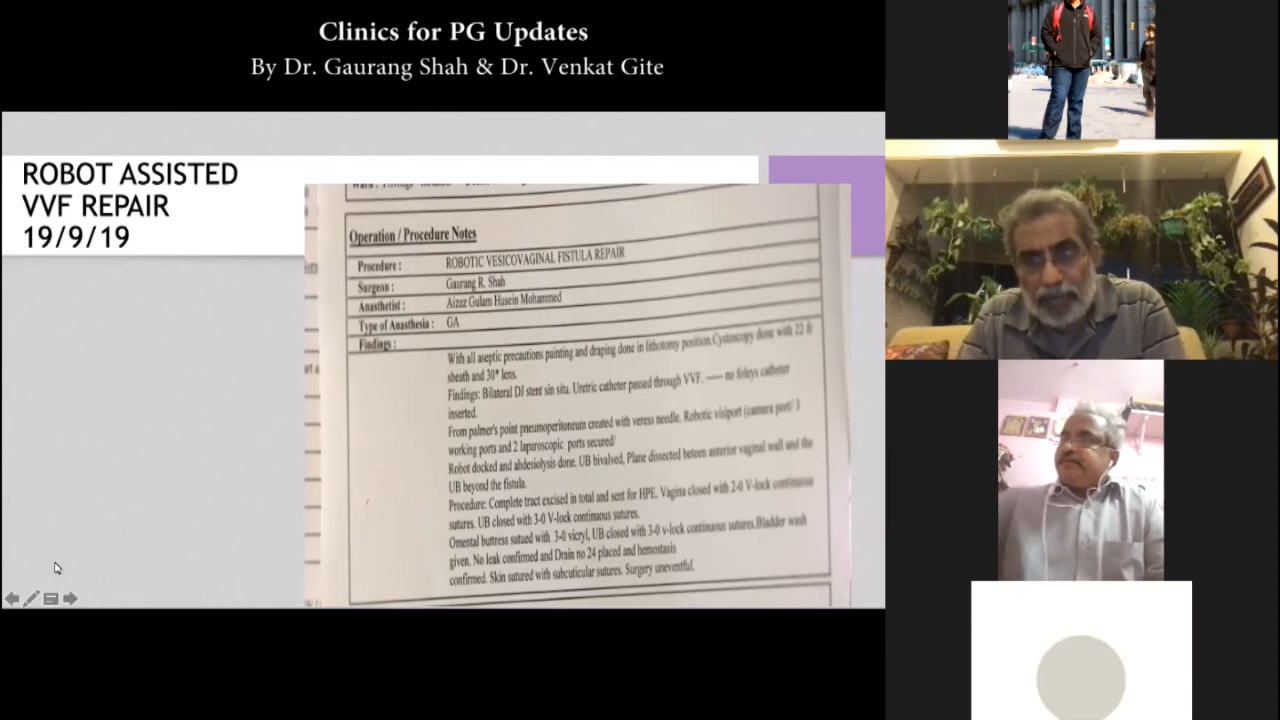 Clinics for PG Updates
By Dr. Gaurang Shah & Dr. Venkat Gite
ROBOT ASSISTED
VVF REPAIR
19/9/19
Operation / Procedure Notes
Procedure : ROBOTIC VESICOVAGINAL FISTULA REPAIR
Surgeon : Gaurang R. Shah
Anasthetist : Aizaz Gulam Husein Mohammed
Type of Anasthesia : GA
Findings :
With all aseptic precautions painting and draping done in lithotomy position.Cystoscopy done with 22 fr
sheath and 30* lens.
Findings: Bilateral DJ stent sin situ. Uretric catheter passed through VVF. ---- no foleys catheter
inserted.
From palmer's point pneumoperitoneum created with veress needle. Robotic visiport (camera port/ 3
working ports and 2 laparoscopic ports secured/
Robot docked and ahdesiolysis done. UB bivalved, Plane dissected beteen anterior vaginal wall and the
UB beyond the fistula.
Procedure: Complete tract excised in total and sent for HPE. Vagina closed with 2-0 V-lock continuous
sutures. UB closed with 3-0 V-lock continuous sutures.
Omental buttress sutued with 3-0 vicryl, UB closed with 3-0 v-lock continuous sutures.Bladder wash
given. No leak confirmed and Drain no 24 placed and hemostasis
confirmed. Skin sutured with subcuticular sutures. Surgery uneventful.